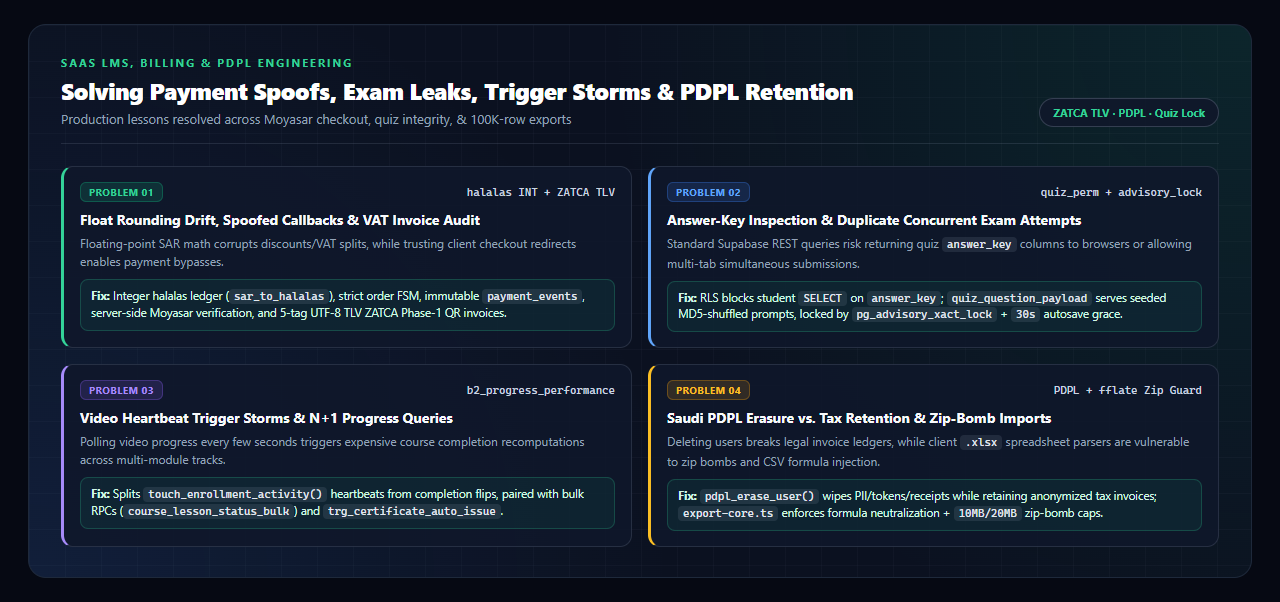 SAAS LMS, BILLING & PDPL ENGINEERING
Solving Payment Spoofs, Exam Leaks, Trigger Storms & PDPL Retention
Production lessons resolved across Moyasar checkout, quiz integrity, & 100K-row exports
ZATCA TLV · PDPL · Quiz Lock
PROBLEM 01
halalas INT + ZATCA TLV
Float Rounding Drift, Spoofed Callbacks & VAT Invoice Audit
Floating-point SAR math corrupts discounts/VAT splits, while trusting client checkout redirects
enables payment bypasses.
Fix: Integer halalas ledger (sar_to_halalas), strict order FSM, immutable payment_events,
server-side Moyasar verification, and 5-tag UTF-8 TLV ZATCA Phase-1 QR invoices.
PROBLEM 02
quiz_perm + advisory_lock
Answer-Key Inspection & Duplicate Concurrent Exam Attempts
Standard Supabase REST queries risk returning quiz answer_key columns to browsers or allowing
multi-tab simultaneous submissions.
Fix: RLS blocks student SELECT on answer_key; quiz_question_payload serves seeded
MD5-shuffled prompts, locked by pg_advisory_xact_lock + 30s autosave grace.
PROBLEM 03
b2_progress_performance
Video Heartbeat Trigger Storms & N+1 Progress Queries
Polling video progress every few seconds triggers expensive course completion recomputations
across multi-module tracks.
Fix: Splits touch_enrollment_activity() heartbeats from completion flips, paired with bulk
RPCs (course_lesson_status_bulk) and trg_certificate_auto_issue.
PROBLEM 04
PDPL + fflate Zip Guard
Saudi PDPL Erasure vs. Tax Retention & Zip-Bomb Imports
Deleting users breaks legal invoice ledgers, while client .xlsx spreadsheet parsers are vulnerable
to zip bombs and CSV formula injection.
Fix: pdpl_erase_user() wipes PII/tokens/receipts while retaining anonymized tax invoices;
export-core.ts enforces formula neutralization + 10MB/20MB zip-bomb caps.